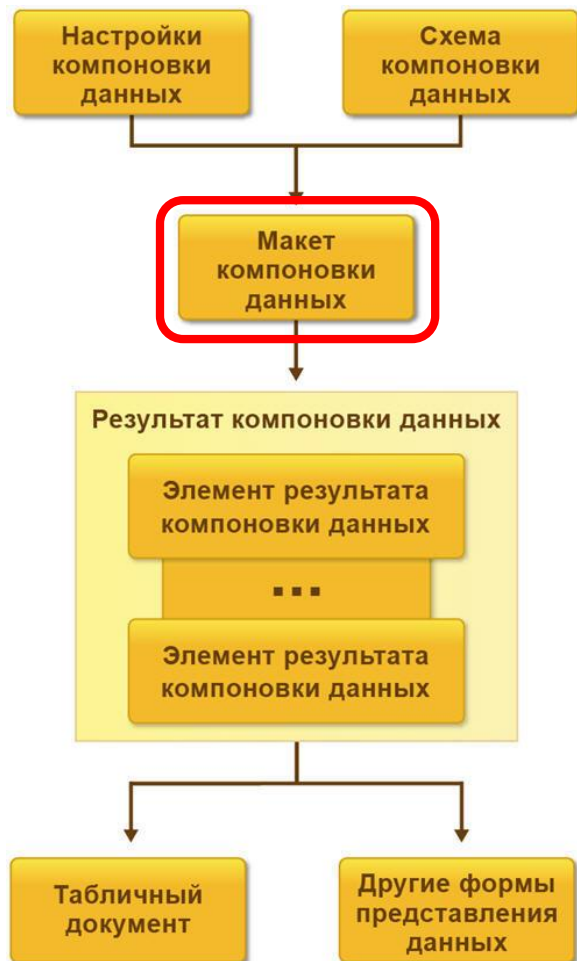 Настройки
компоновки
данных
Схема
компоновки
данных
Макет
компоновки
данных
Результат компоновки данных
Элемент результата
компоновки данных
...
Элемент результата
компоновки данных
Табличный
документ
Другие формы
представления
данных